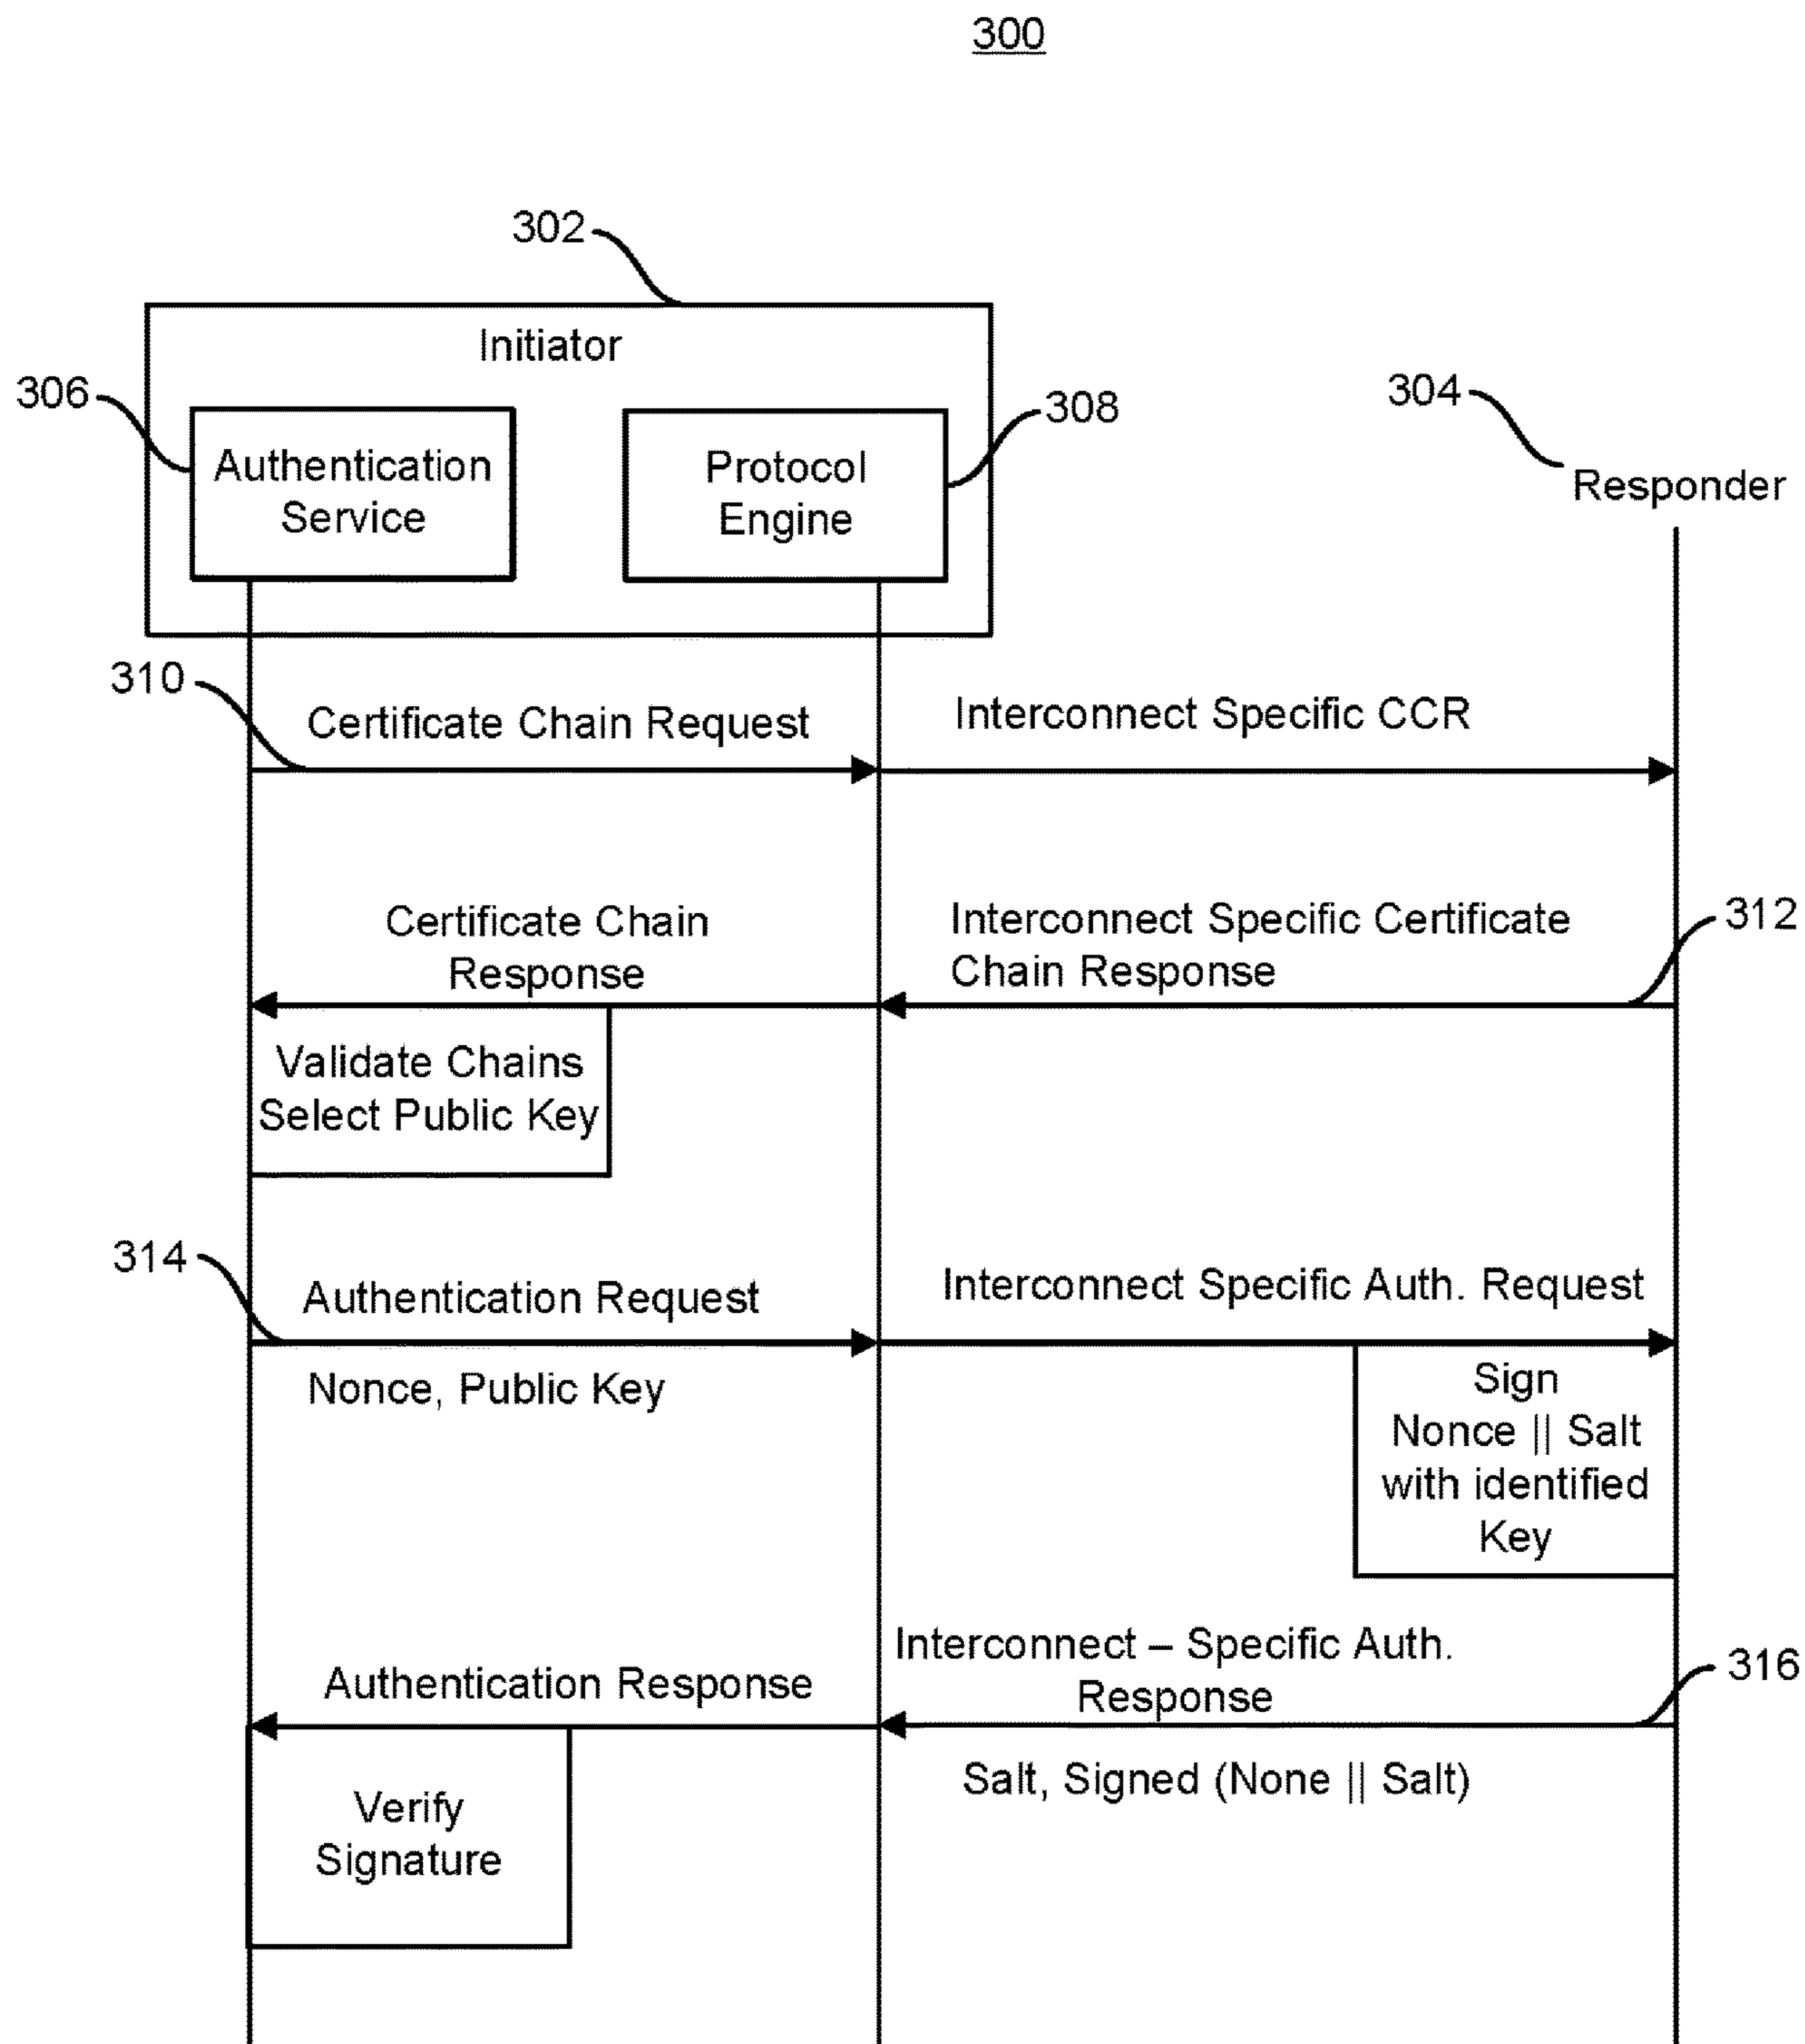 300
302
Initiator
306
308
304
Authentication
Service
Protocol
Engine
Responder
310
Certificate Chain Request
Interconnect Specific CCR
Certificate Chain
Response
Interconnect Specific Certificate
Chain Response
312
Validate Chains
Select Public Key
314
Authentication Request
Interconnect Specific Auth. Request
Nonce, Public Key
Sign
Nonce || Salt
with identified
Key
Authentication Response
Interconnect – Specific Auth.
Response
316
Salt, Signed (None || Salt)
Verify
Signature